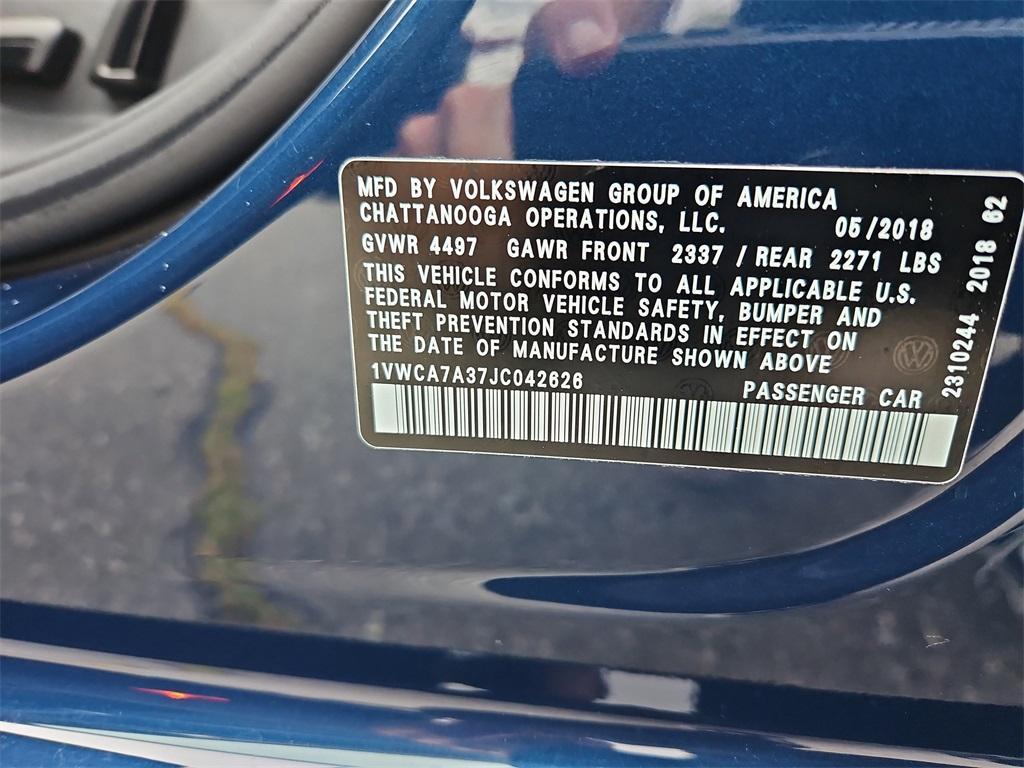 MFD BY VOLKSWAGEN GROUP OF AMERICA
CHATTANOOGA OPERATIONS, LLC. 05/2018
GVWR 4497 GAWR FRONT 2337 / REAR 2271 LBS
THIS VEHICLE CONFORMS TO ALL APPLICABLE U.S.
FEDERAL MOTOR VEHICLE SAFETY, BUMPER AND
THEFT PREVENTION STANDARDS IN EFFECT ON
THE DATE OF MANUFACTURE SHOWN ABOVE
1VWCA7A37JC042626 PASSENGER CAR
2310244 2018 62